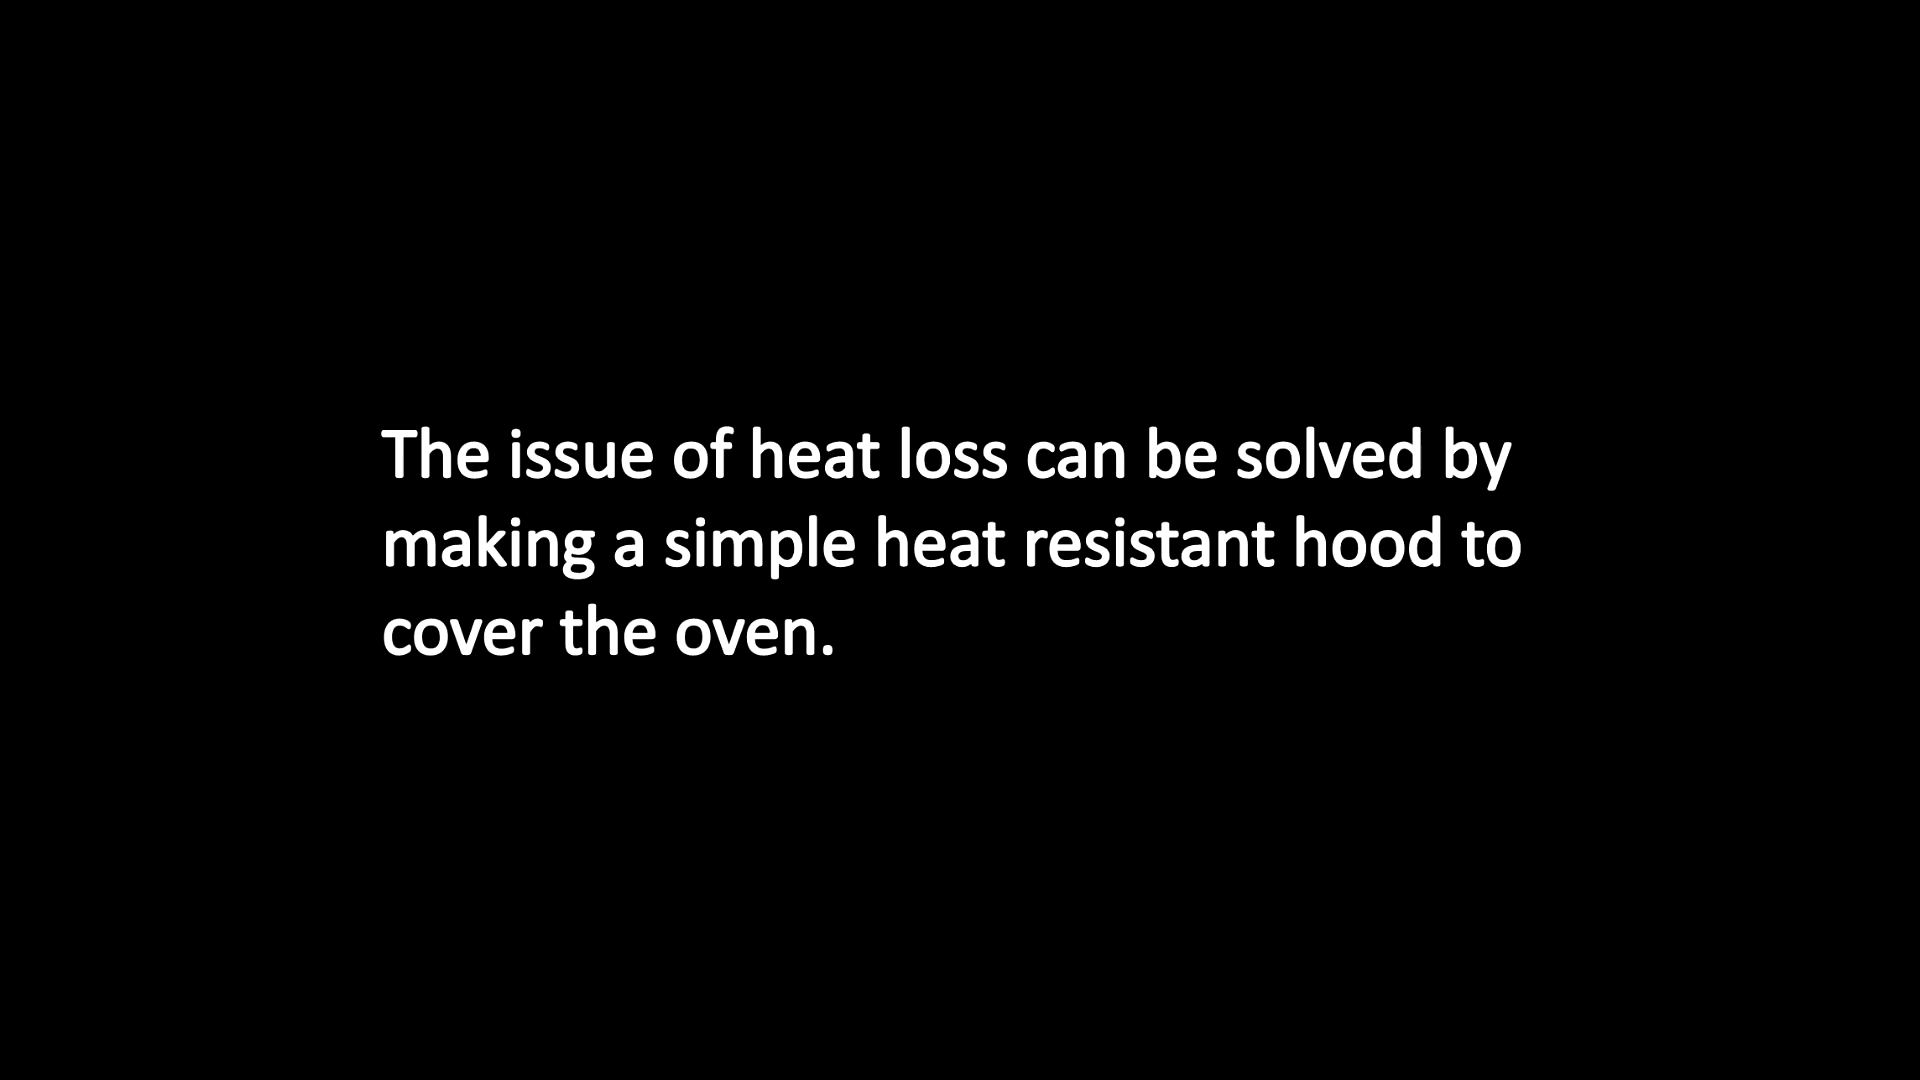 The issue of heat loss can be solved by
making a simple heat resistant hood to
cover the oven.